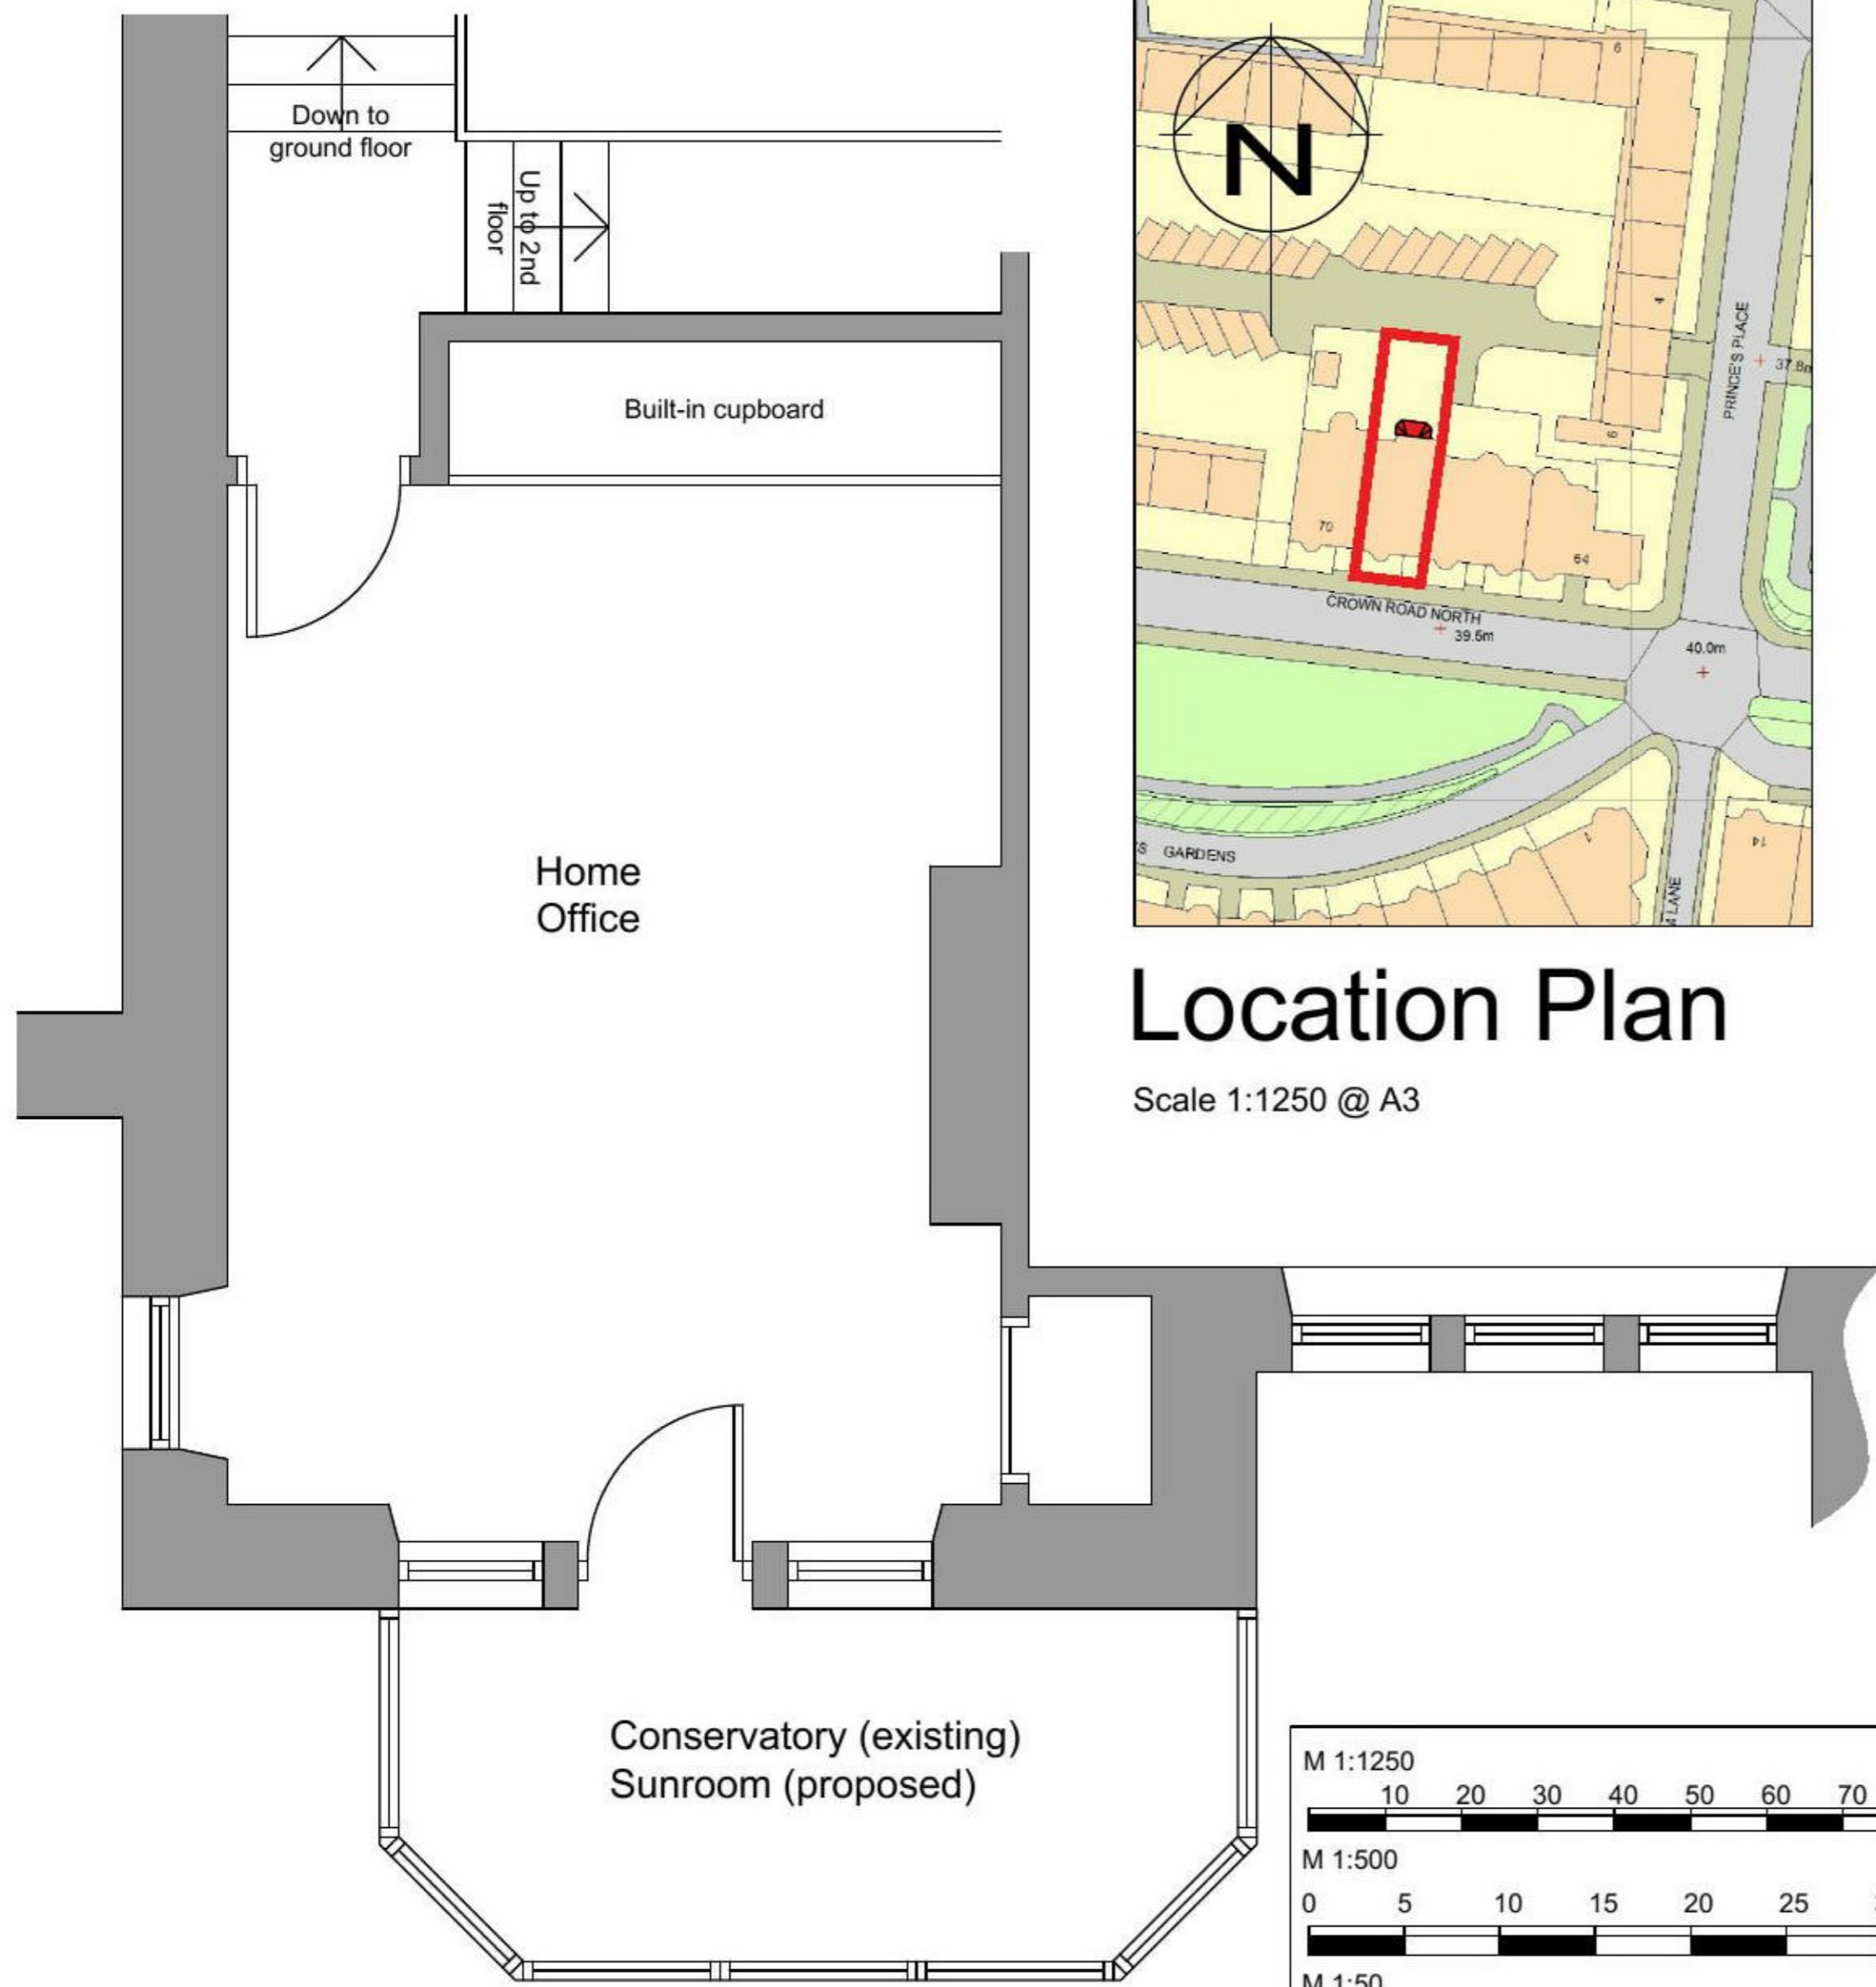 Down to
ground floor
Up to 2nd
floor
Built-in cupboard
Home
Office
Conservatory (existing)
Sunroom (proposed)
N
6
4
6
PRINCE'S PLACE
37.8m
70
64
CROWN ROAD NORTH
39.5m
40.0m
GARDENS
1
14
LANE
Location Plan
Scale 1:1250 @ A3
M 1:1250
10 20 30 40 50 60 70
M 1:500
0 5 10 15 20 25
M 1:50